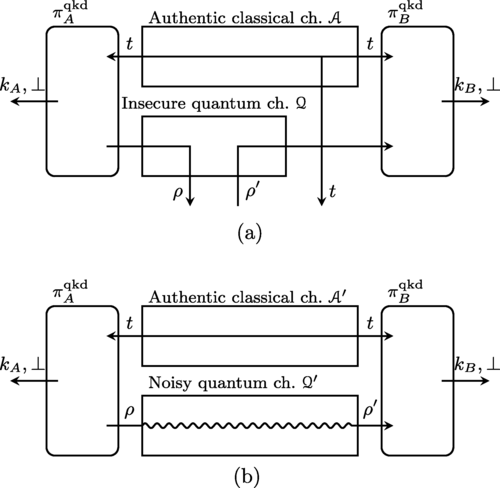 π_A^qkd Authentic classical ch. 𝒜 π_B^qkd
t t
k_A, ⊥ k_B, ⊥
Insecure quantum ch. 𝒬
ρ ρ′ t
(a)
π_A^qkd Authentic classical ch. 𝒜′ π_B^qkd
t t
k_A, ⊥ Noisy quantum ch. 𝒬′ k_B, ⊥
ρ ρ′
(b)